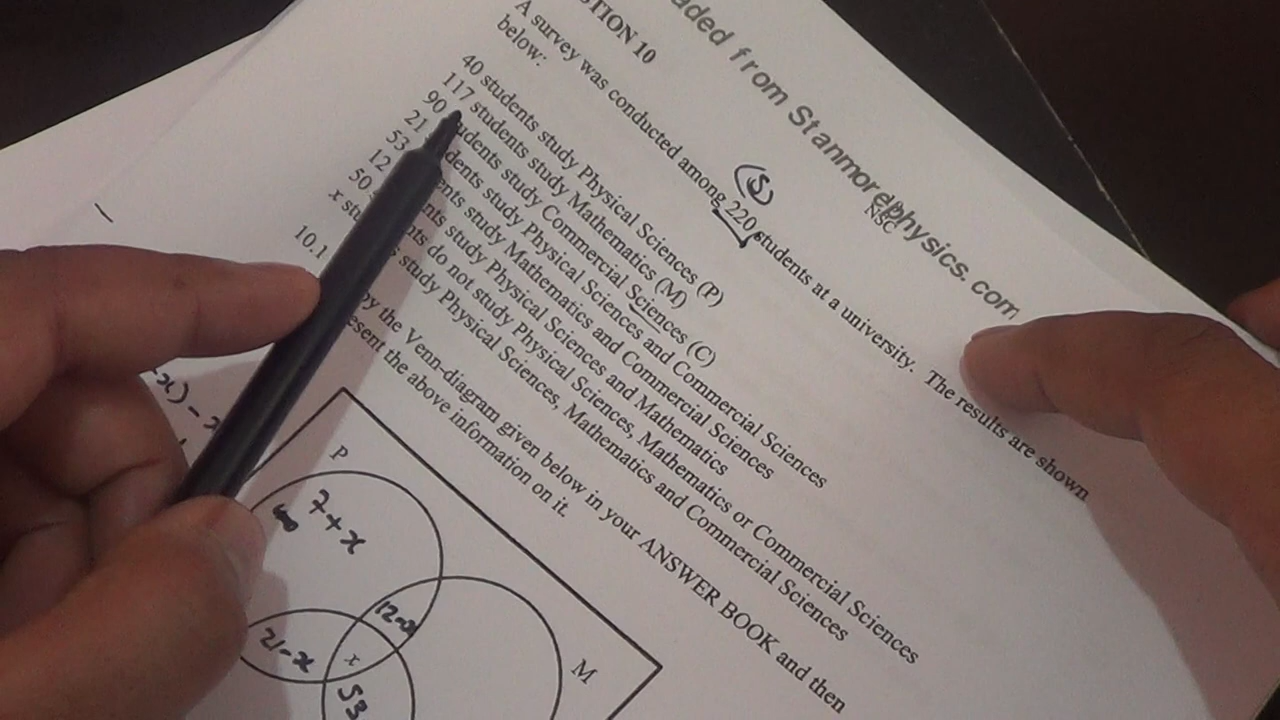 aded from Stanmorephysics.com
NSC
STION 10
A survey was conducted among 220 students at a university. The results are shown
below:
(S)
40 students study Physical Sciences (P)
117 students study Mathematics (M)
90 students study Commercial Sciences (C)
21 students study Physical Sciences and Commercial Sciences
53 students study Mathematics and Commercial Sciences
12 students study Physical Sciences and Mathematics
50 students do not study Physical Sciences, Mathematics or Commercial Sciences
x students study Physical Sciences, Mathematics and Commercial Sciences
10.1
py the Venn-diagram given below in your ANSWER BOOK and then
esent the above information on it.
P
7+x
21-x
x
53
M